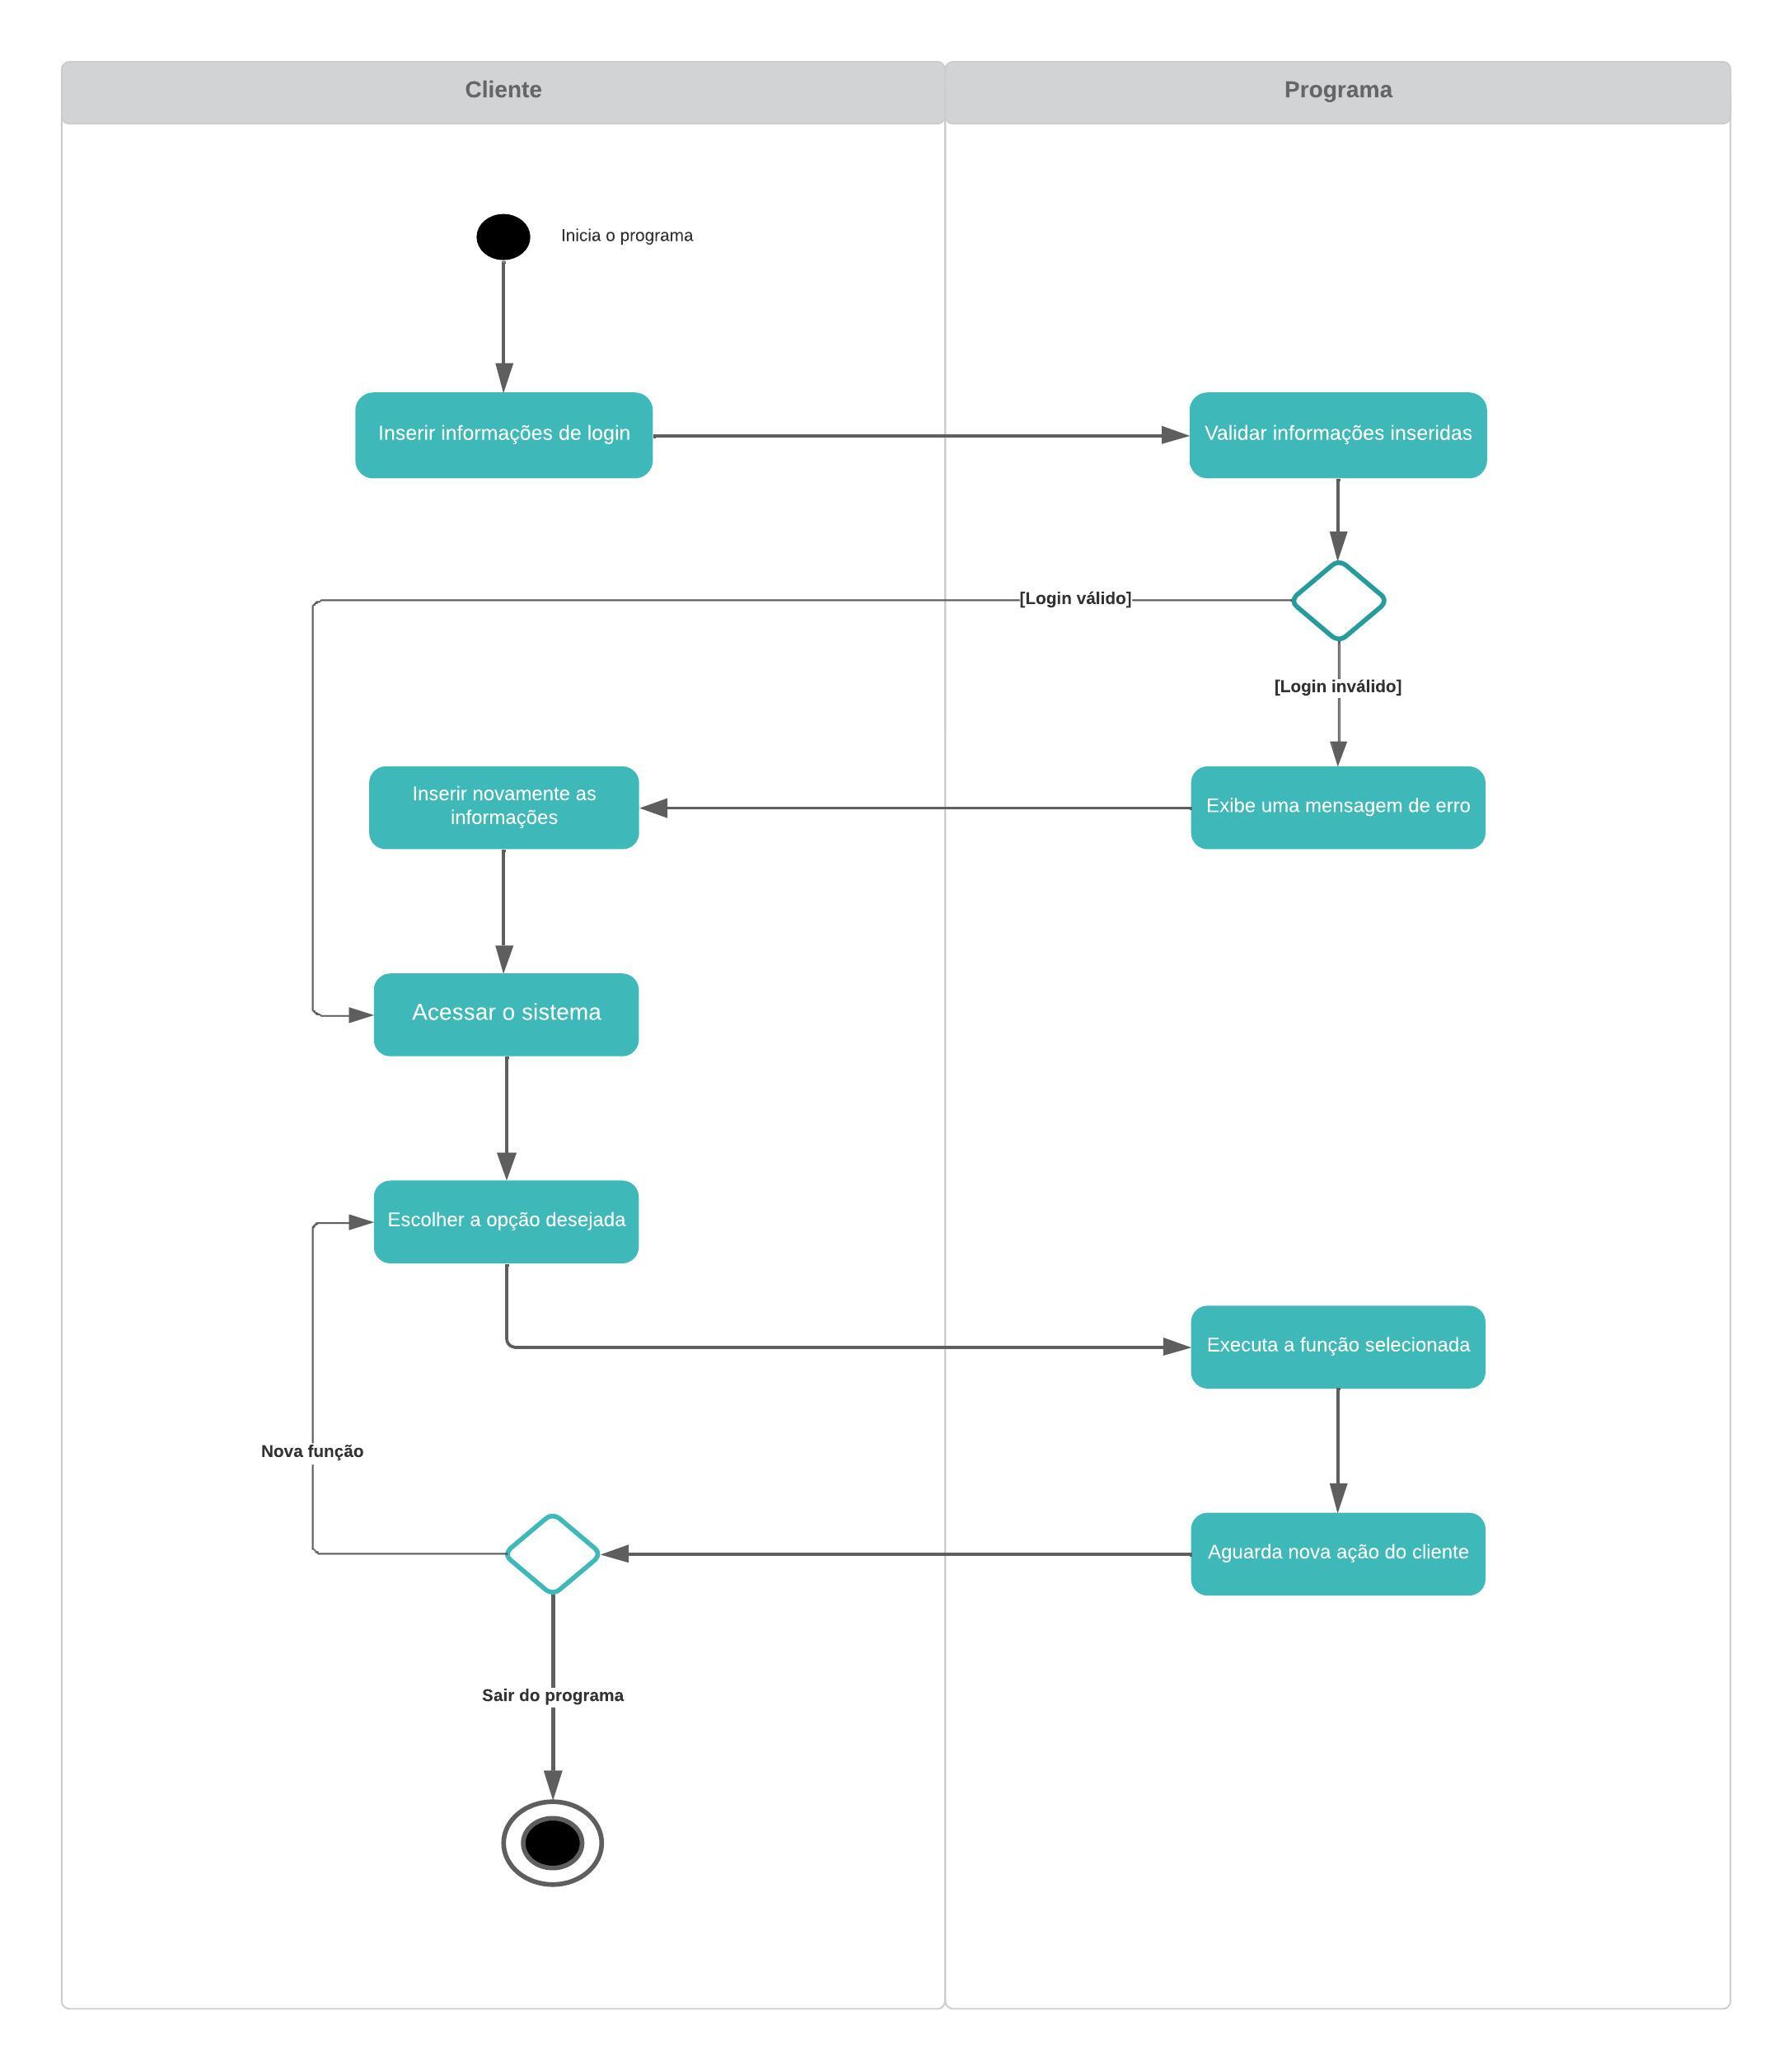 Cliente
Programa
Inicia o programa
Inserir informações de login
Validar informações inseridas
[Login válido]
[Login inválido]
Inserir novamente as
informações
Exibe uma mensagem de erro
Acessar o sistema
Escolher a opção desejada
Executa a função selecionada
Nova função
Aguarda nova ação do cliente
Sair do programa